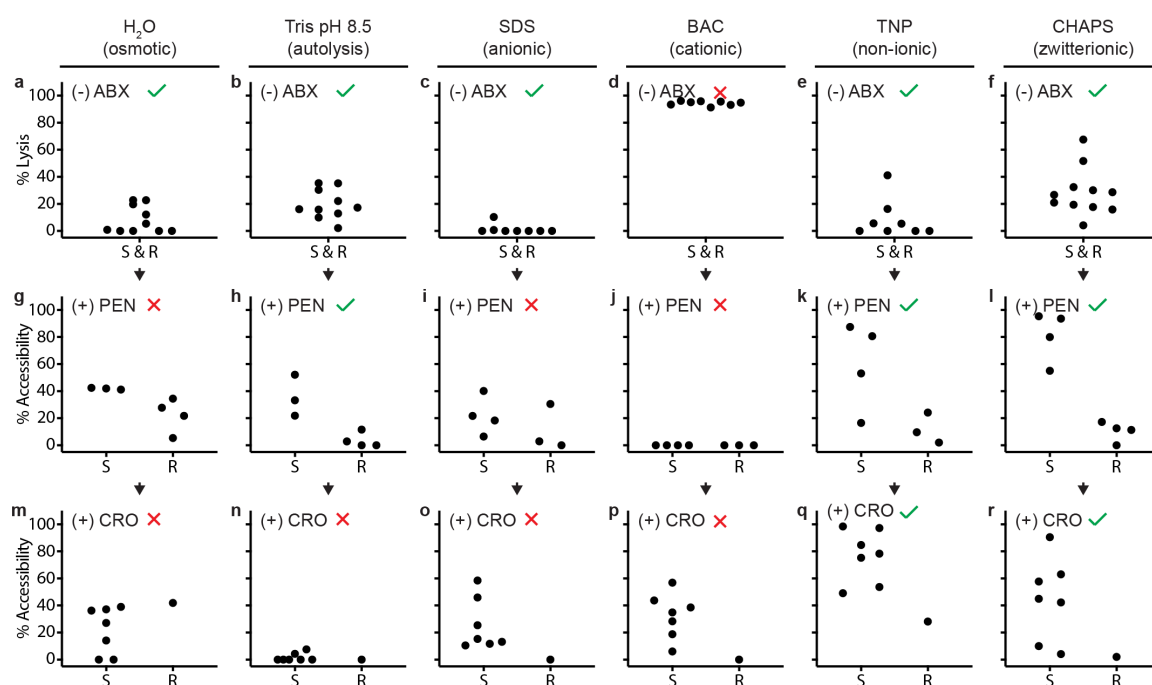 H₂O
(osmotic)
Tris pH 8.5
(autolysis)
SDS
(anionic)
BAC
(cationic)
TNP
(non-ionic)
CHAPS
(zwitterionic)
a
(-) ABX
b
(-) ABX
c
(-) ABX
d
(-) ABX
e
(-) ABX
f
(-) ABX
% Lysis
100
80
60
40
20
0
S & R
S & R
S & R
S & R
S & R
S & R
g
(+) PEN
h
(+) PEN
i
(+) PEN
j
(+) PEN
k
(+) PEN
l
(+) PEN
% Accessibility
100
80
60
40
20
0
S R
S R
S R
S R
S R
S R
m
(+) CRO
n
(+) CRO
o
(+) CRO
p
(+) CRO
q
(+) CRO
r
(+) CRO
% Accessibility
100
80
60
40
20
0
S R
S R
S R
S R
S R
S R